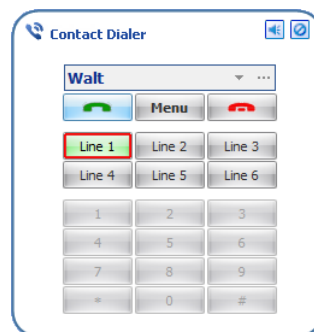 Contact Dialer
Walt
Menu
Line 1 Line 2 Line 3
Line 4 Line 5 Line 6
1 2 3
4 5 6
7 8 9
* 0 #